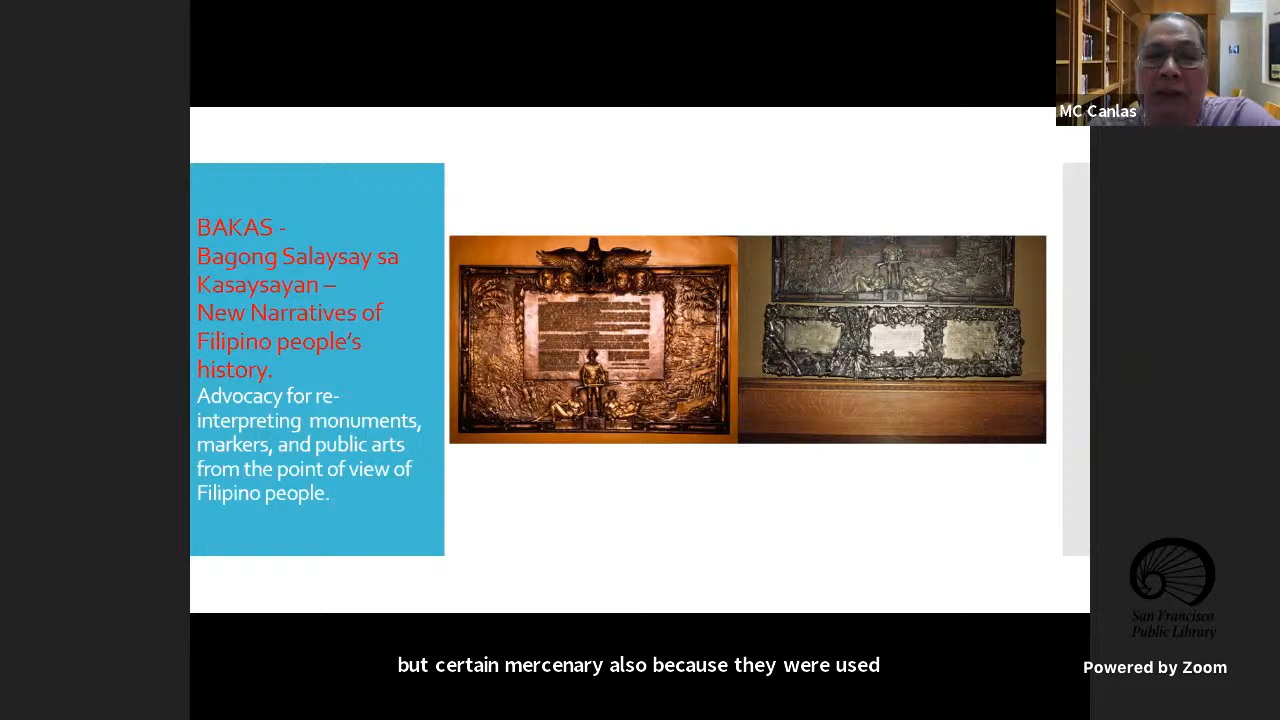 MC Canlas
BAKAS -
Bagong Salaysay sa
Kasaysayan –
New Narratives of
Filipino people's
history.
Advocacy for re-
interpreting monuments,
markers, and public arts
from the point of view of
Filipino people.
San Francisco
Public Library
but certain mercenary also because they were used
Powered by Zoom